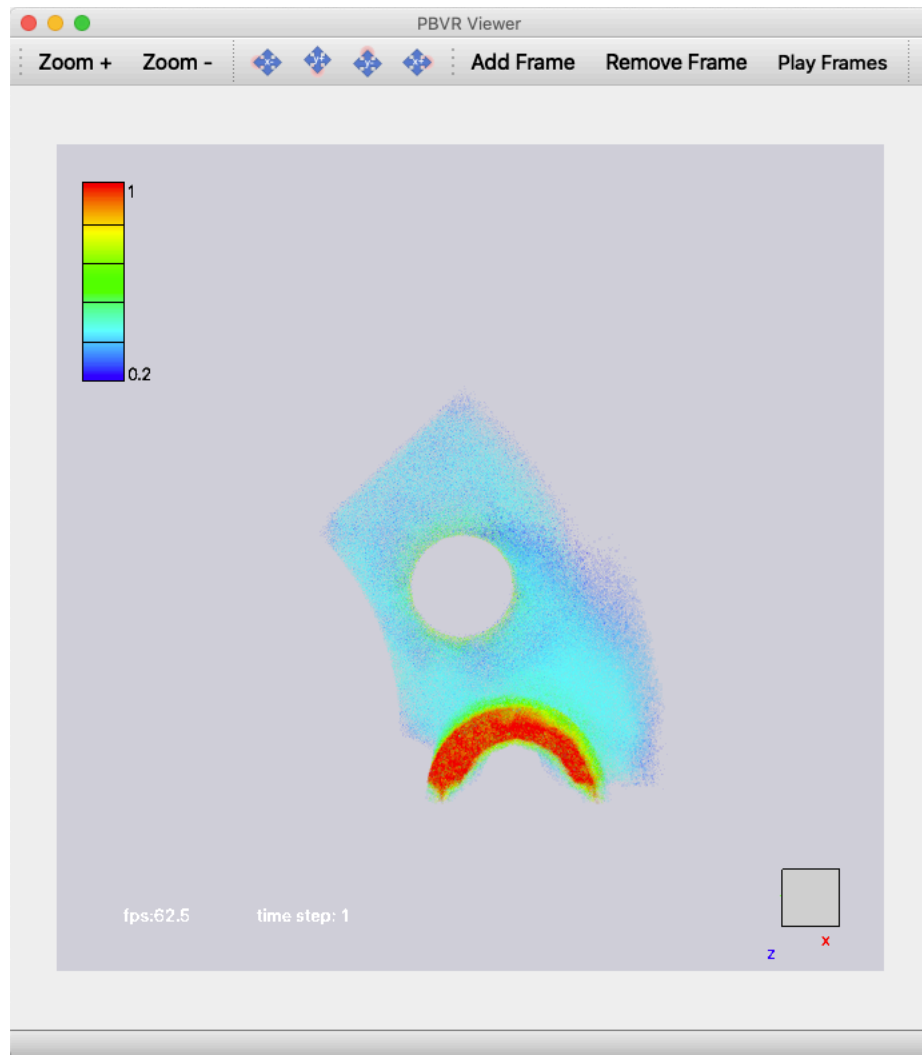 PBVR Viewer
Zoom + Zoom - Add Frame Remove Frame Play Frames
1
0.2
fps:62.5 time step: 1
x
z